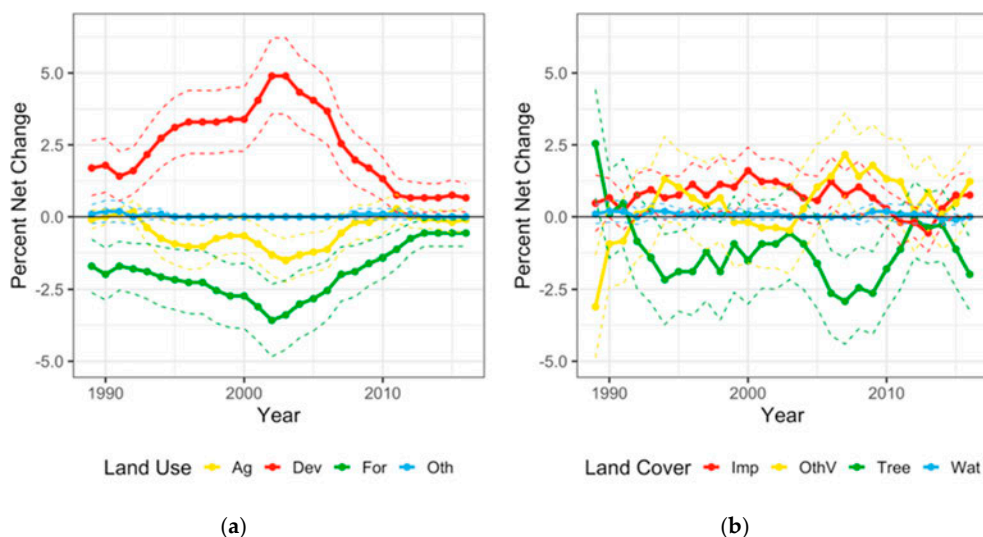 5.0
2.5
0.0
-2.5
-5.0
Percent Net Change
1990
2000
2010
Year
Land Use Ag Dev For Oth
(a)
5.0
2.5
0.0
-2.5
-5.0
Percent Net Change
1990
2000
2010
Year
Land Cover Imp OthV Tree Wat
(b)